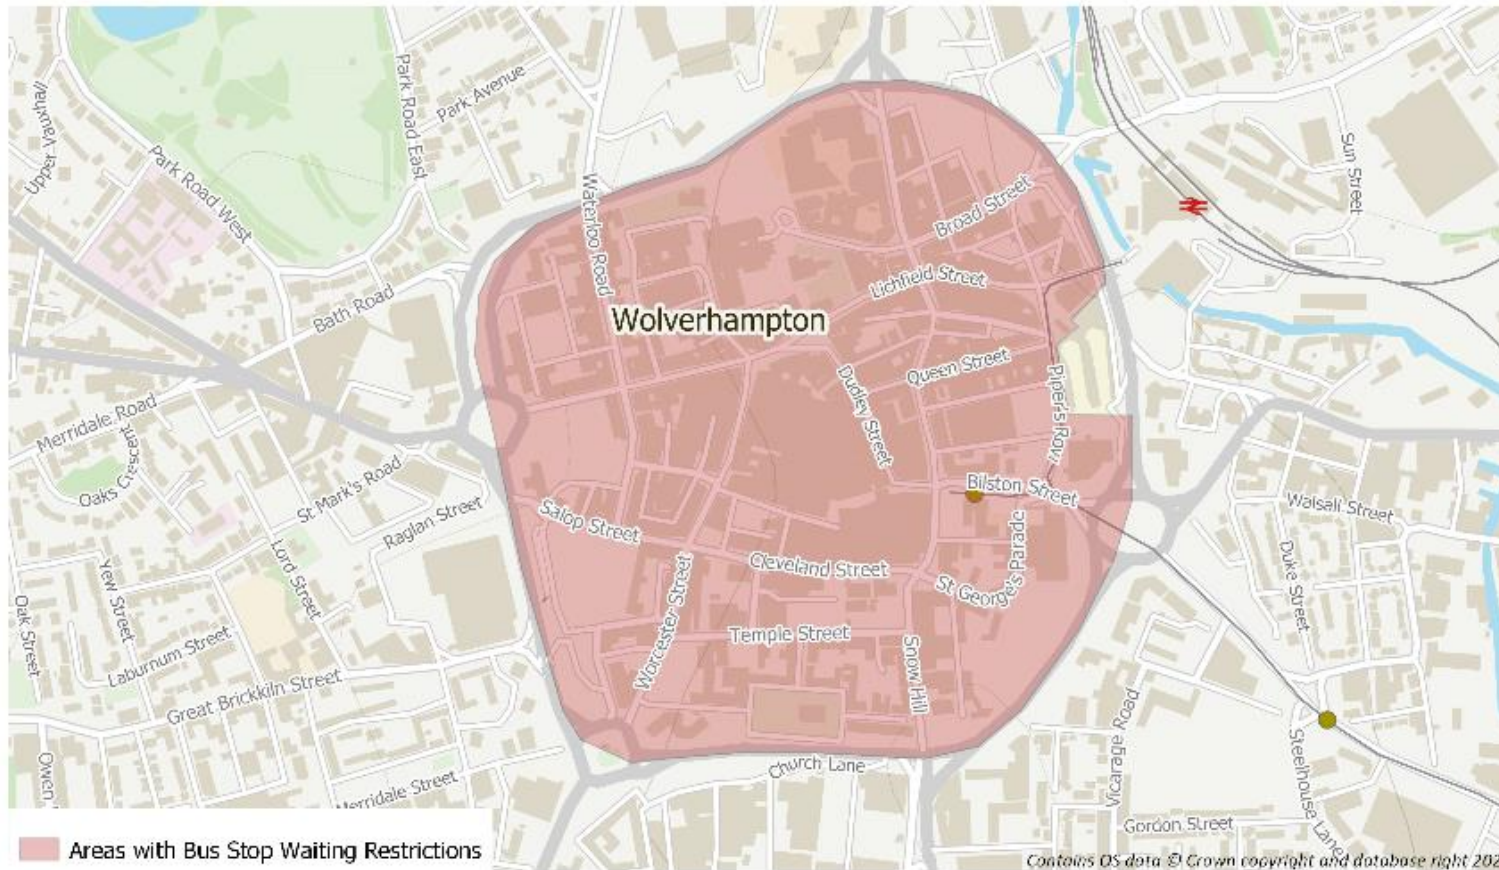 Park Avenue
Park Road East
Upper Vauxhall
Park Road West
Sun Street
Waterloo Road
Broad Street
Lichfield Street
Bath Road
Wolverhampton
Queen Street
Dudley Street
Piper's Row
Merridale Road
Oaks Crescent
St Mark's Road
Raglan Street
Bilston Street
Walsall Street
Salop Street
Cleveland Street
St George's Parade
Duke Street
Lord Street
Yew Street
Oak Street
Worcester Street
Temple Street
Snow Hill
Laburnum Street
Great Brickkiln Street
Vicarage Road
Steelhouse Lane
Owen
Merridale Street
Church Lane
Gordon Street
Areas with Bus Stop Waiting Restrictions
Contains OS data © Crown copyright and database right 202